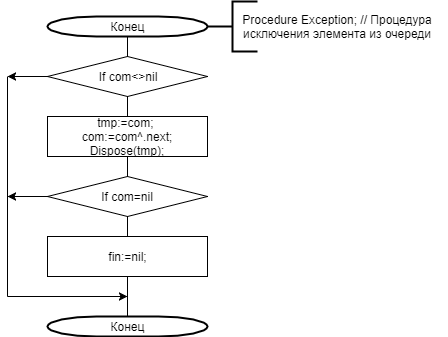 Конец
Procedure Exception; // Процедура
исключения элемента из очереди
If com<>nil
tmp:=com;
com:=com^.next;
Dispose(tmp);
If com=nil
fin:=nil;
Конец